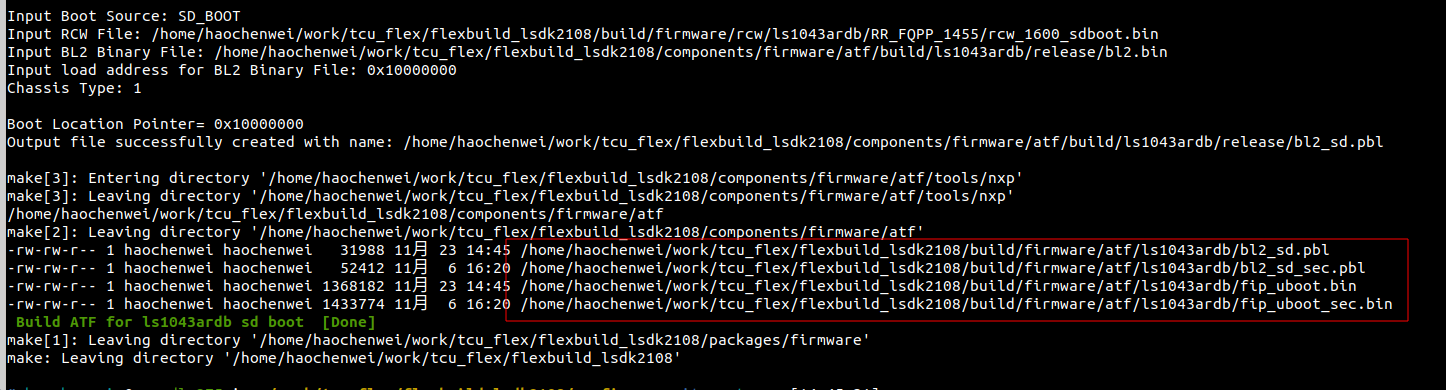 Input Boot Source: SD_BOOT
Input RCW File: /home/haochenwei/work/tcu_flex/flexbuild_lsdk2108/build/firmware/rcw/ls1043ardb/RR_FQPP_1455/rcw_1600_sdboot.bin
Input BL2 Binary File: /home/haochenwei/work/tcu_flex/flexbuild_lsdk2108/components/firmware/atf/build/ls1043ardb/release/bl2.bin
Input load address for BL2 Binary File: 0x10000000
Chassis Type: 1
Boot Location Pointer= 0x10000000
Output file successfully created with name: /home/haochenwei/work/tcu_flex/flexbuild_lsdk2108/components/firmware/atf/build/ls1043ardb/release/bl2_sd.pbl
make[3]: Entering directory '/home/haochenwei/work/tcu_flex/flexbuild_lsdk2108/components/firmware/atf/tools/nxp'
make[3]: Leaving directory '/home/haochenwei/work/tcu_flex/flexbuild_lsdk2108/components/firmware/atf/tools/nxp'
/home/haochenwei/work/tcu_flex/flexbuild_lsdk2108/components/firmware/atf
make[2]: Leaving directory '/home/haochenwei/work/tcu_flex/flexbuild_lsdk2108/components/firmware/atf'
-rw-rw-r-- 1 haochenwei haochenwei   31988 11月  23 14:45 /home/haochenwei/work/tcu_flex/flexbuild_lsdk2108/build/firmware/atf/ls1043ardb/bl2_sd.pbl
-rw-rw-r-- 1 haochenwei haochenwei   52412 11月   6 16:20 /home/haochenwei/work/tcu_flex/flexbuild_lsdk2108/build/firmware/atf/ls1043ardb/bl2_sd_sec.pbl
-rw-rw-r-- 1 haochenwei haochenwei 1368182 11月  23 14:45 /home/haochenwei/work/tcu_flex/flexbuild_lsdk2108/build/firmware/atf/ls1043ardb/fip_uboot.bin
-rw-rw-r-- 1 haochenwei haochenwei 1433774 11月   6 16:20 /home/haochenwei/work/tcu_flex/flexbuild_lsdk2108/build/firmware/atf/ls1043ardb/fip_uboot_sec.bin
Build ATF for ls1043ardb sd boot  [Done]
make[1]: Leaving directory '/home/haochenwei/work/tcu_flex/flexbuild_lsdk2108/packages/firmware'
make: Leaving directory '/home/haochenwei/work/tcu_flex/flexbuild_lsdk2108'